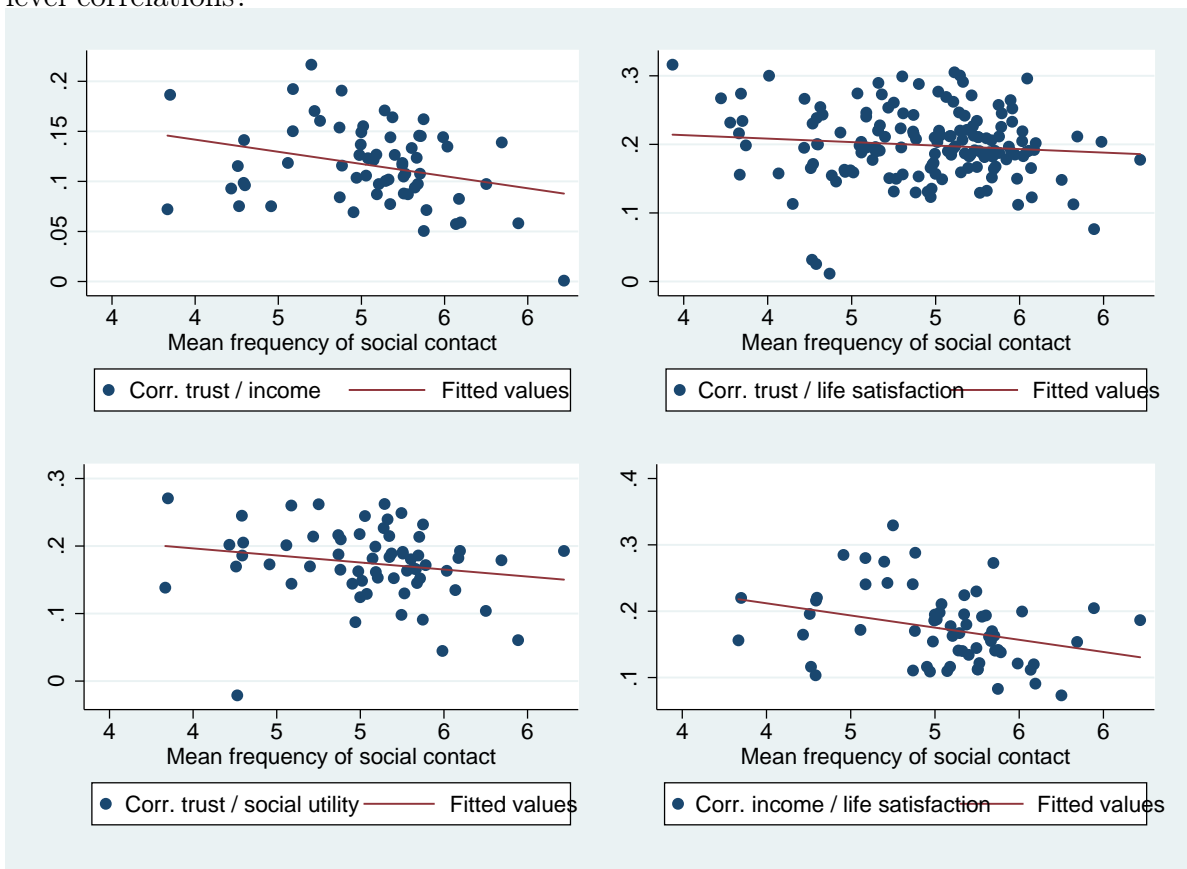 level correlations?
.2
.15
.1
.05
0
4 4 5 5 6 6
Mean frequency of social contact
Corr. trust / income Fitted values
.3
.2
.1
0
4 4 5 5 6 6
Mean frequency of social contact
Corr. trust / life satisfaction Fitted values
.3
.2
.1
0
4 4 5 5 6 6
Mean frequency of social contact
Corr. trust / social utility Fitted values
.4
.3
.2
.1
4 4 5 5 6 6
Mean frequency of social contact
Corr. income / life satisfaction Fitted values